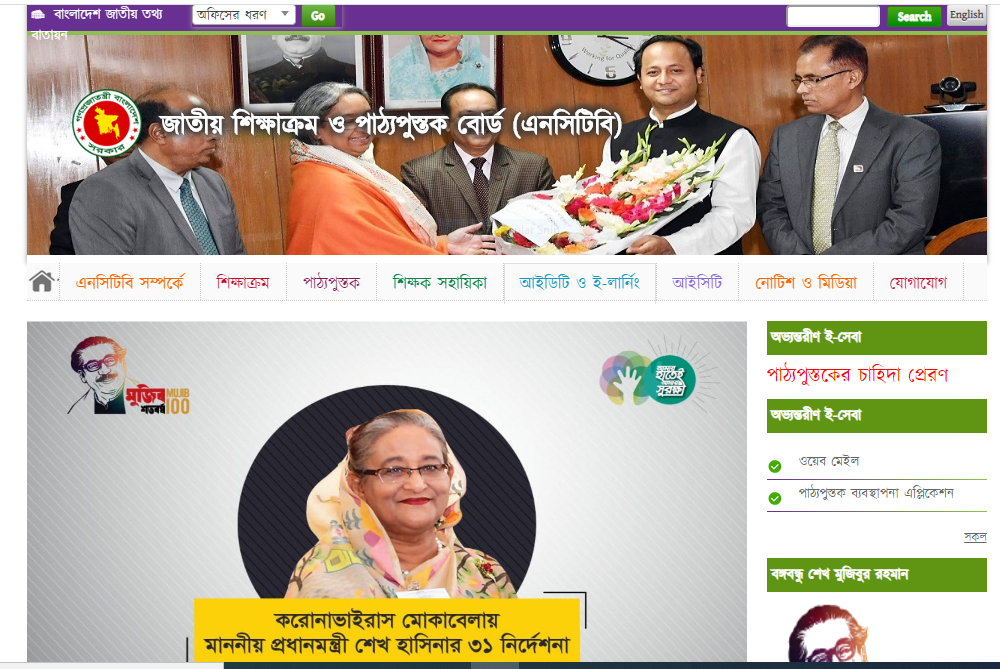 বাংলাদেশ জাতীয় তথ্য
বাতায়ন
অফিসের ধরণ
Go
Search
English
জাতীয় শিক্ষাক্রম ও পাঠ্যপুস্তক বোর্ড (এনসিটিবি)
এনসিটিবি সম্পর্কে
শিক্ষাক্রম
পাঠ্যপুস্তক
শিক্ষক সহায়িকা
আইডিটি ও ই-লার্নিং
আইসিটি
নোটিশ ও মিডিয়া
যোগাযোগ
মুজিব
শতবর্ষ
MUJIB
100
অভ্যন্তরীণ ই-সেবা
পাঠ্যপুস্তকের চাহিদা প্রেরণ
অভ্যন্তরীণ ই-সেবা
ওয়েব মেইল
পাঠ্যপুস্তক ব্যবস্থাপনা এপ্লিকেশন
সকল
বঙ্গবন্ধু শেখ মুজিবুর রহমান
করোনাভাইরাস মোকাবেলায়
মাননীয় প্রধানমন্ত্রী শেখ হাসিনার ৩১ নির্দেশনা